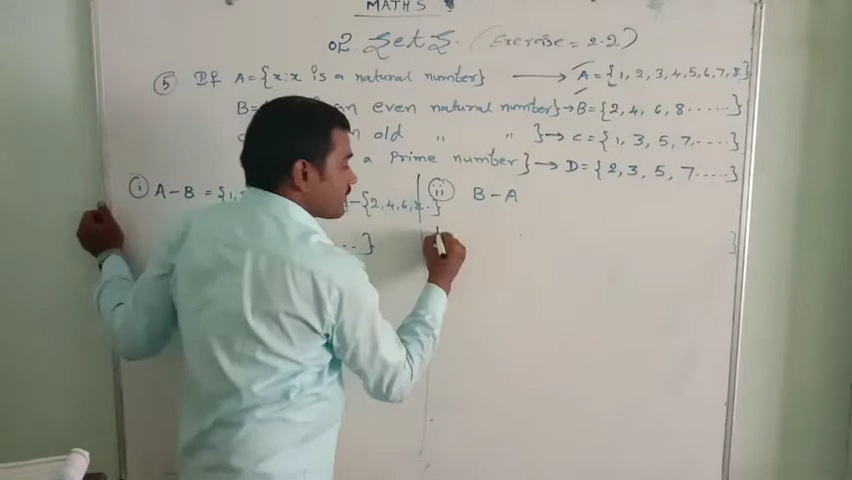 MATHS
02. Sets. (Exercise = 2.2)
⑤ If A={x:x is a natural number} ⟶ A = {1, 2, 3, 4, 5, 6, 7, 8}
B= an even natural number}→B={2, 4, 6, 8......}
old " " }→ C={1, 3, 5, 7,.....}
a Prime number}→ D={2, 3, 5, 7.....}
ⓘ A-B = {1, -{2,4,6,8..}
..}
ⓘⓘ B-A